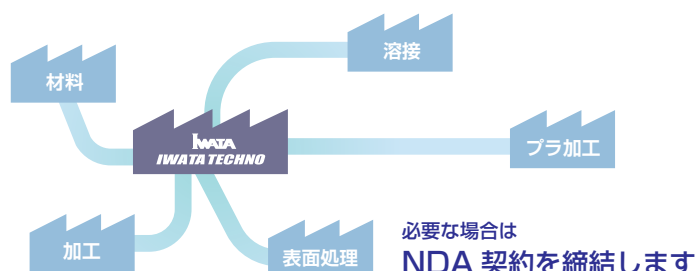 溶接
材料
IWATA
IWATA TECHNO
プラ加工
加工
表面処理
必要な場合は
NDA 契約を締結します